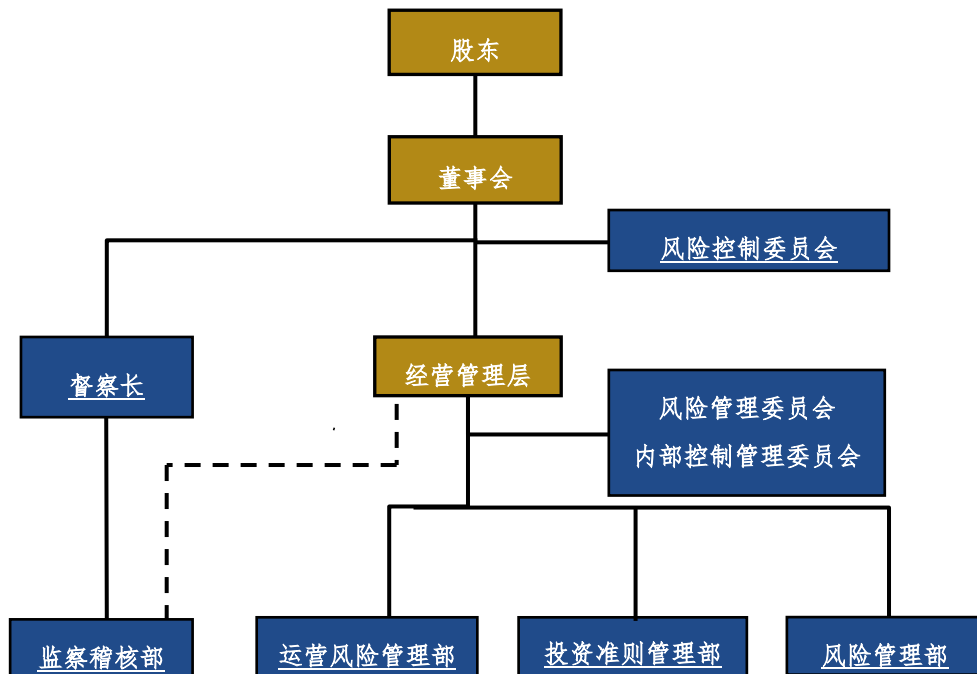 股东
董事会
风险控制委员会
督察长
经营管理层
风险管理委员会
内部控制管理委员会
监察稽核部
运营风险管理部
投资准则管理部
风险管理部